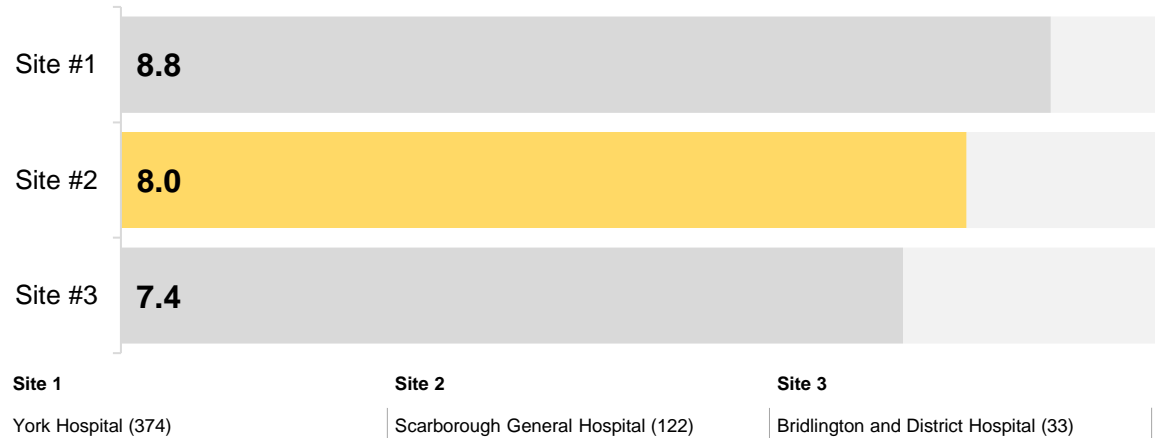 Site #1
8.8
Site #2
8.0
Site #3
7.4
Site 1
Site 2
Site 3
York Hospital (374)
Scarborough General Hospital (122)
Bridlington and District Hospital (33)